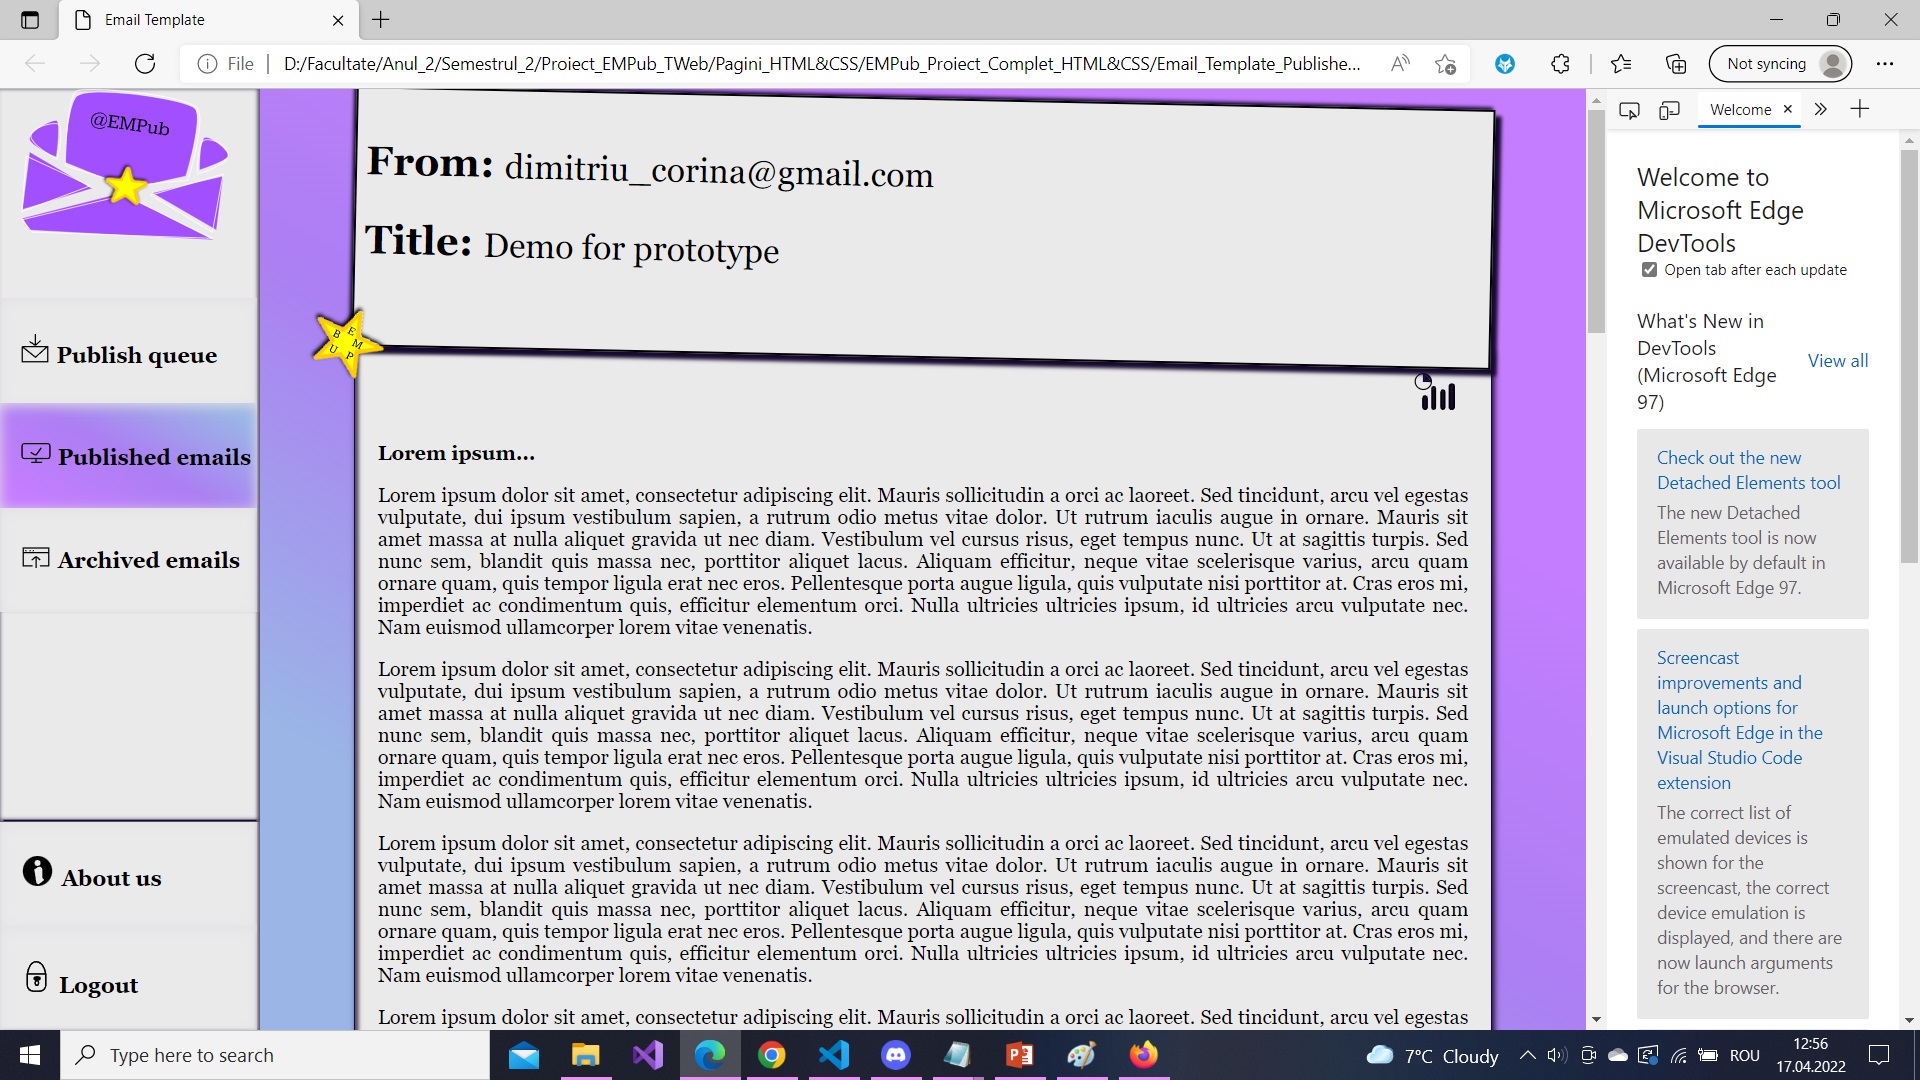 Email Template
File
D:/Facultate/Anul_2/Semestrul_2/Proiect_EMPub_TWeb/Pagini_HTML&CSS/EMPub_Proiect_Complet_HTML&CSS/Email_Template_Publishe...
Not syncing
@EMPub
Publish queue
Published emails
Archived emails
About us
Logout
From: dimitriu_corina@gmail.com
Title: Demo for prototype
E
M
P
U
B
Lorem ipsum...
Lorem ipsum dolor sit amet, consectetur adipiscing elit. Mauris sollicitudin a orci ac laoreet. Sed tincidunt, arcu vel egestas
vulputate, dui ipsum vestibulum sapien, a rutrum odio metus vitae dolor. Ut rutrum iaculis augue in ornare. Mauris sit
amet massa at nulla aliquet gravida ut nec diam. Vestibulum vel cursus risus, eget tempus nunc. Ut at sagittis turpis. Sed
nunc sem, blandit quis massa nec, porttitor aliquet lacus. Aliquam efficitur, neque vitae scelerisque varius, arcu quam
ornare quam, quis tempor ligula erat nec eros. Pellentesque porta augue ligula, quis vulputate nisi porttitor at. Cras eros mi,
imperdiet ac condimentum quis, efficitur elementum orci. Nulla ultricies ultricies ipsum, id ultricies arcu vulputate nec.
Nam euismod ullamcorper lorem vitae venenatis.
Lorem ipsum dolor sit amet, consectetur adipiscing elit. Mauris sollicitudin a orci ac laoreet. Sed tincidunt, arcu vel egestas
vulputate, dui ipsum vestibulum sapien, a rutrum odio metus vitae dolor. Ut rutrum iaculis augue in ornare. Mauris sit
amet massa at nulla aliquet gravida ut nec diam. Vestibulum vel cursus risus, eget tempus nunc. Ut at sagittis turpis. Sed
nunc sem, blandit quis massa nec, porttitor aliquet lacus. Aliquam efficitur, neque vitae scelerisque varius, arcu quam
ornare quam, quis tempor ligula erat nec eros. Pellentesque porta augue ligula, quis vulputate nisi porttitor at. Cras eros mi,
imperdiet ac condimentum quis, efficitur elementum orci. Nulla ultricies ultricies ipsum, id ultricies arcu vulputate nec.
Nam euismod ullamcorper lorem vitae venenatis.
Lorem ipsum dolor sit amet, consectetur adipiscing elit. Mauris sollicitudin a orci ac laoreet. Sed tincidunt, arcu vel egestas
vulputate, dui ipsum vestibulum sapien, a rutrum odio metus vitae dolor. Ut rutrum iaculis augue in ornare. Mauris sit
amet massa at nulla aliquet gravida ut nec diam. Vestibulum vel cursus risus, eget tempus nunc. Ut at sagittis turpis. Sed
nunc sem, blandit quis massa nec, porttitor aliquet lacus. Aliquam efficitur, neque vitae scelerisque varius, arcu quam
ornare quam, quis tempor ligula erat nec eros. Pellentesque porta augue ligula, quis vulputate nisi porttitor at. Cras eros mi,
imperdiet ac condimentum quis, efficitur elementum orci. Nulla ultricies ultricies ipsum, id ultricies arcu vulputate nec.
Nam euismod ullamcorper lorem vitae venenatis.
Lorem ipsum dolor sit amet, consectetur adipiscing elit. Mauris sollicitudin a orci ac laoreet. Sed tincidunt, arcu vel egestas
Welcome
Welcome to
Microsoft Edge
DevTools
Open tab after each update
What's New in
DevTools
(Microsoft Edge
97)
View all
Check out the new
Detached Elements tool
The new Detached
Elements tool is now
available by default in
Microsoft Edge 97.
Screencast
improvements and
launch options for
Microsoft Edge in the
Visual Studio Code
extension
The correct list of
emulated devices is
shown for the
screencast, the correct
device emulation is
displayed, and there are
now launch arguments
for the browser.
Type here to search
7°C Cloudy
ROU
12:56
17.04.2022